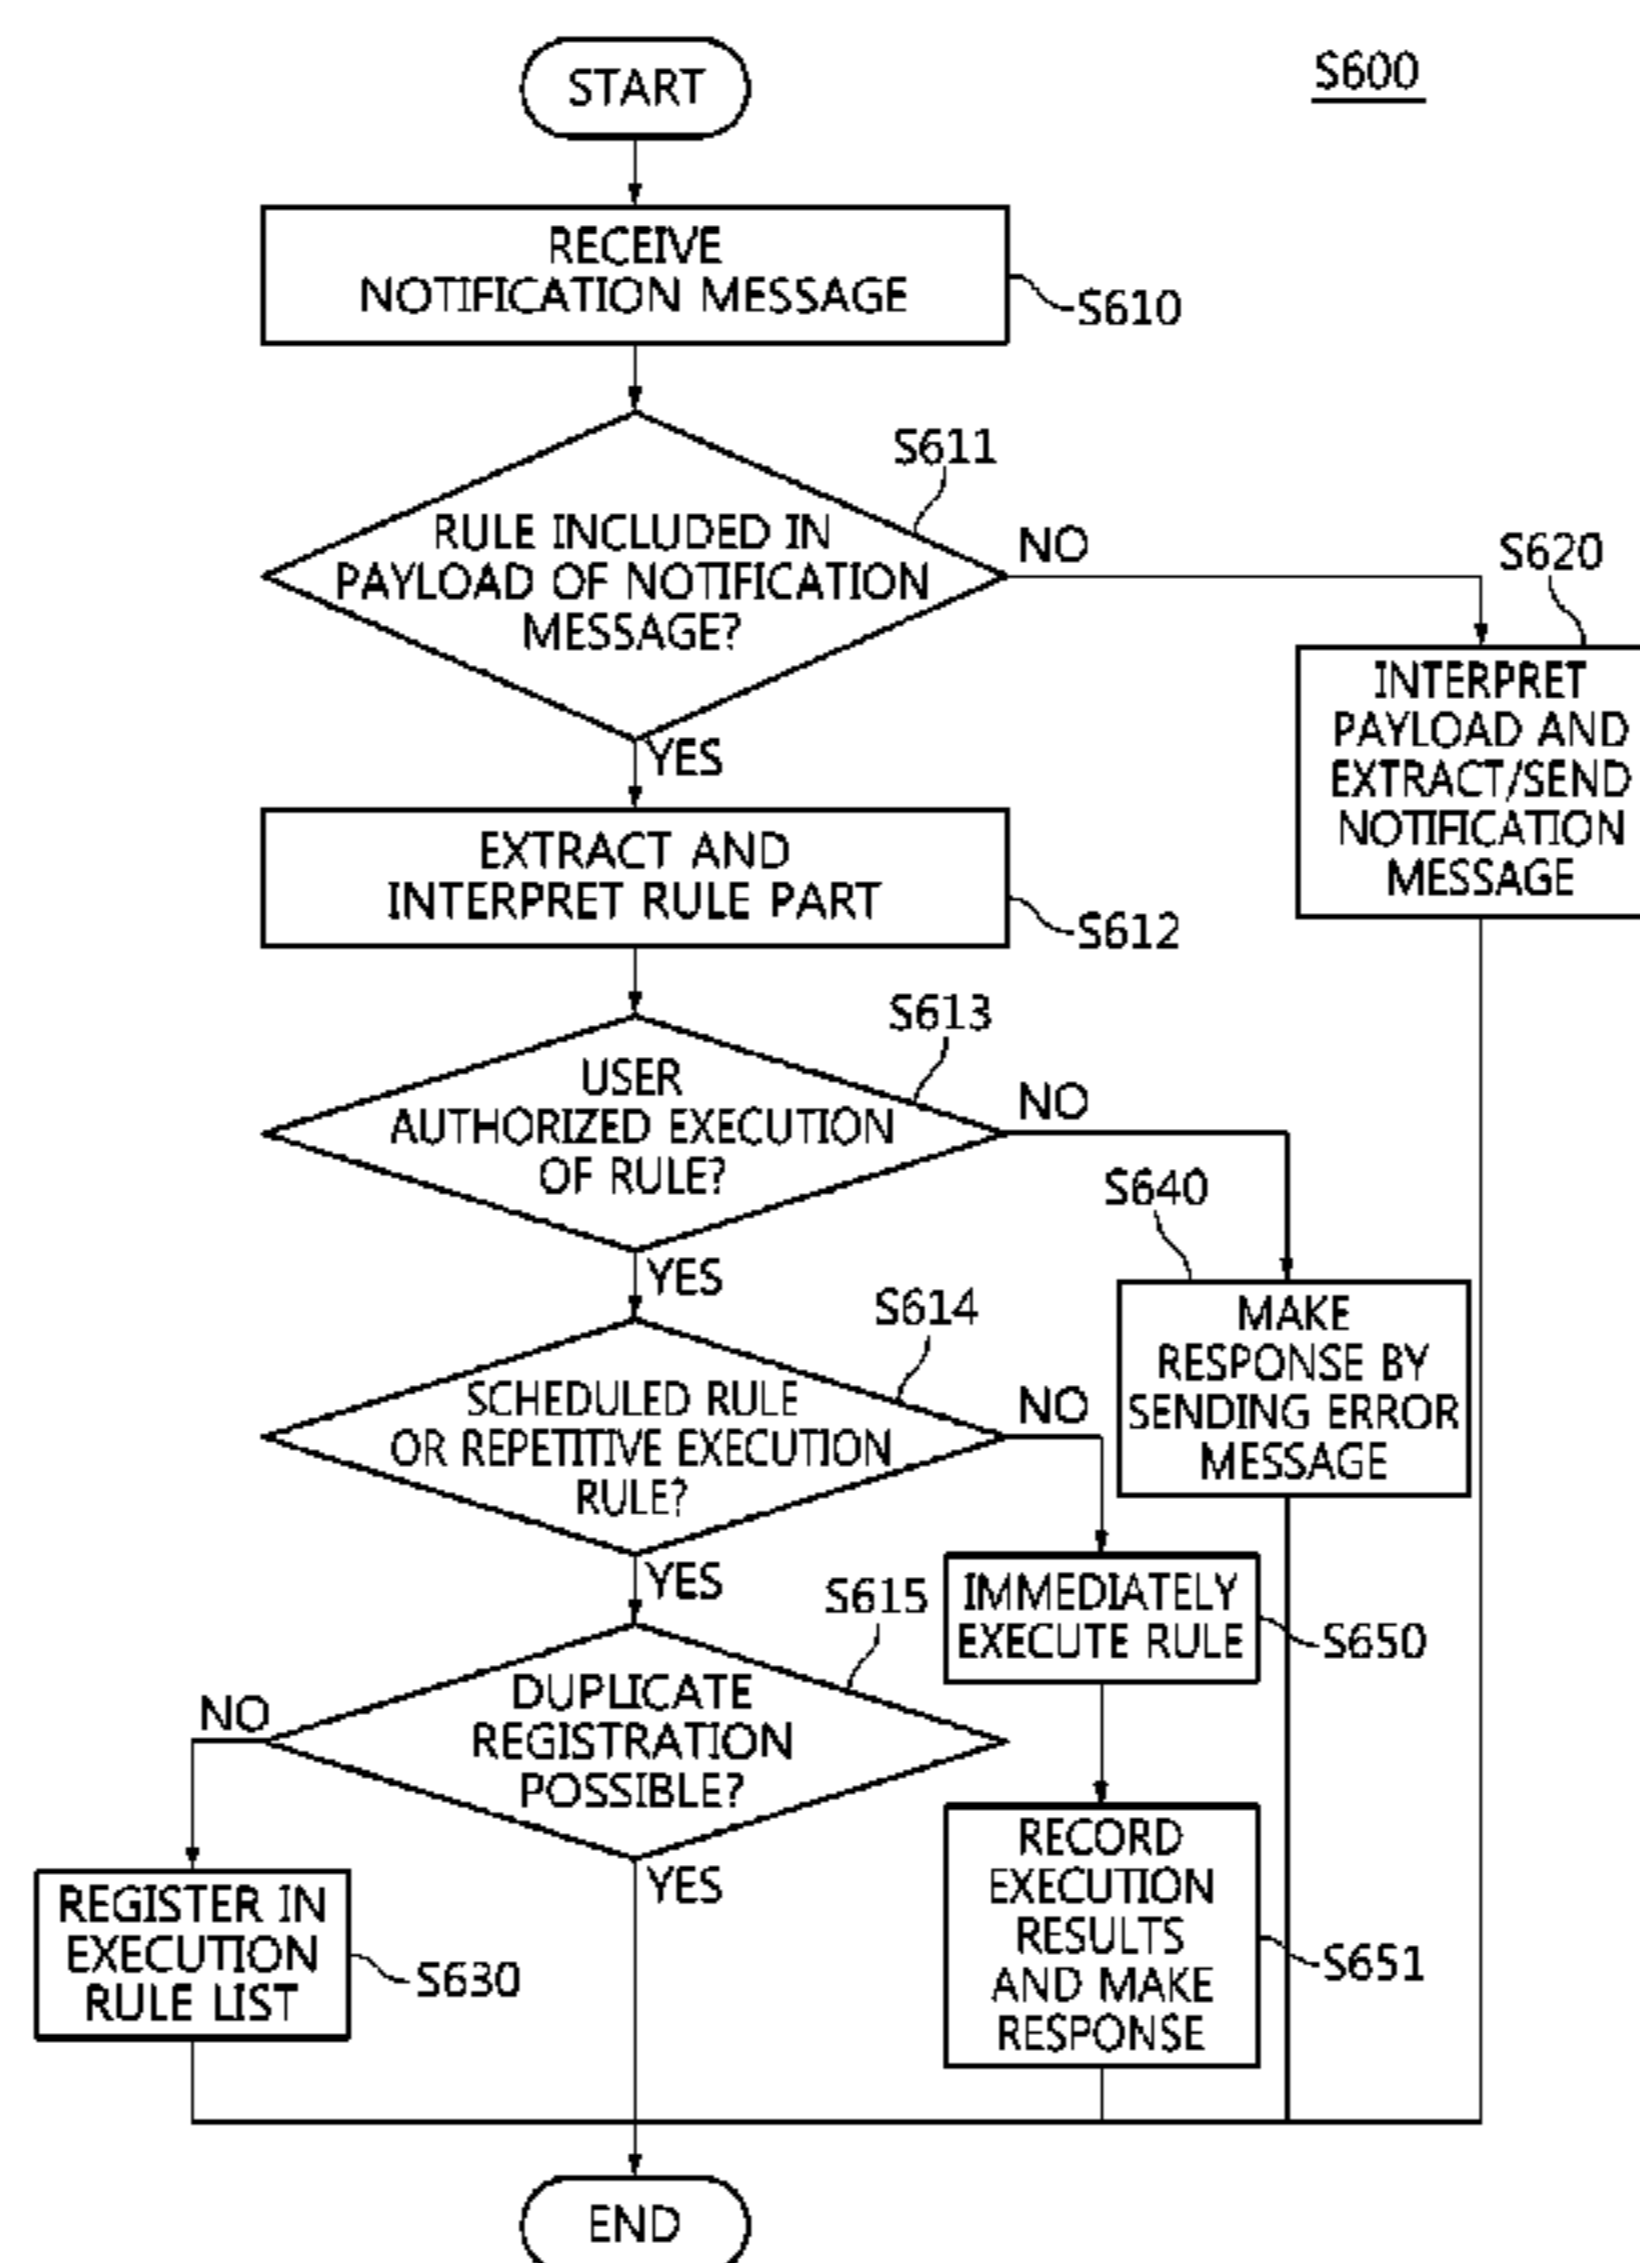 START
S600
RECEIVE
NOTIFICATION MESSAGE
S610
S611
RULE INCLUDED IN
PAYLOAD OF NOTIFICATION
MESSAGE?
NO
YES
S620
INTERPRET
PAYLOAD AND
EXTRACT/SEND
NOTIFICATION
MESSAGE
EXTRACT AND
INTERPRET RULE PART
S612
S613
USER
AUTHORIZED EXECUTION
OF RULE?
NO
YES
S640
MAKE
RESPONSE BY
SENDING ERROR
MESSAGE
S614
SCHEDULED RULE
OR REPETITIVE EXECUTION
RULE?
NO
YES
IMMEDIATELY
EXECUTE RULE
S650
S615
DUPLICATE
REGISTRATION
POSSIBLE?
NO
YES
RECORD
EXECUTION
RESULTS
AND MAKE
RESPONSE
S651
REGISTER IN
EXECUTION
RULE LIST
S630
END